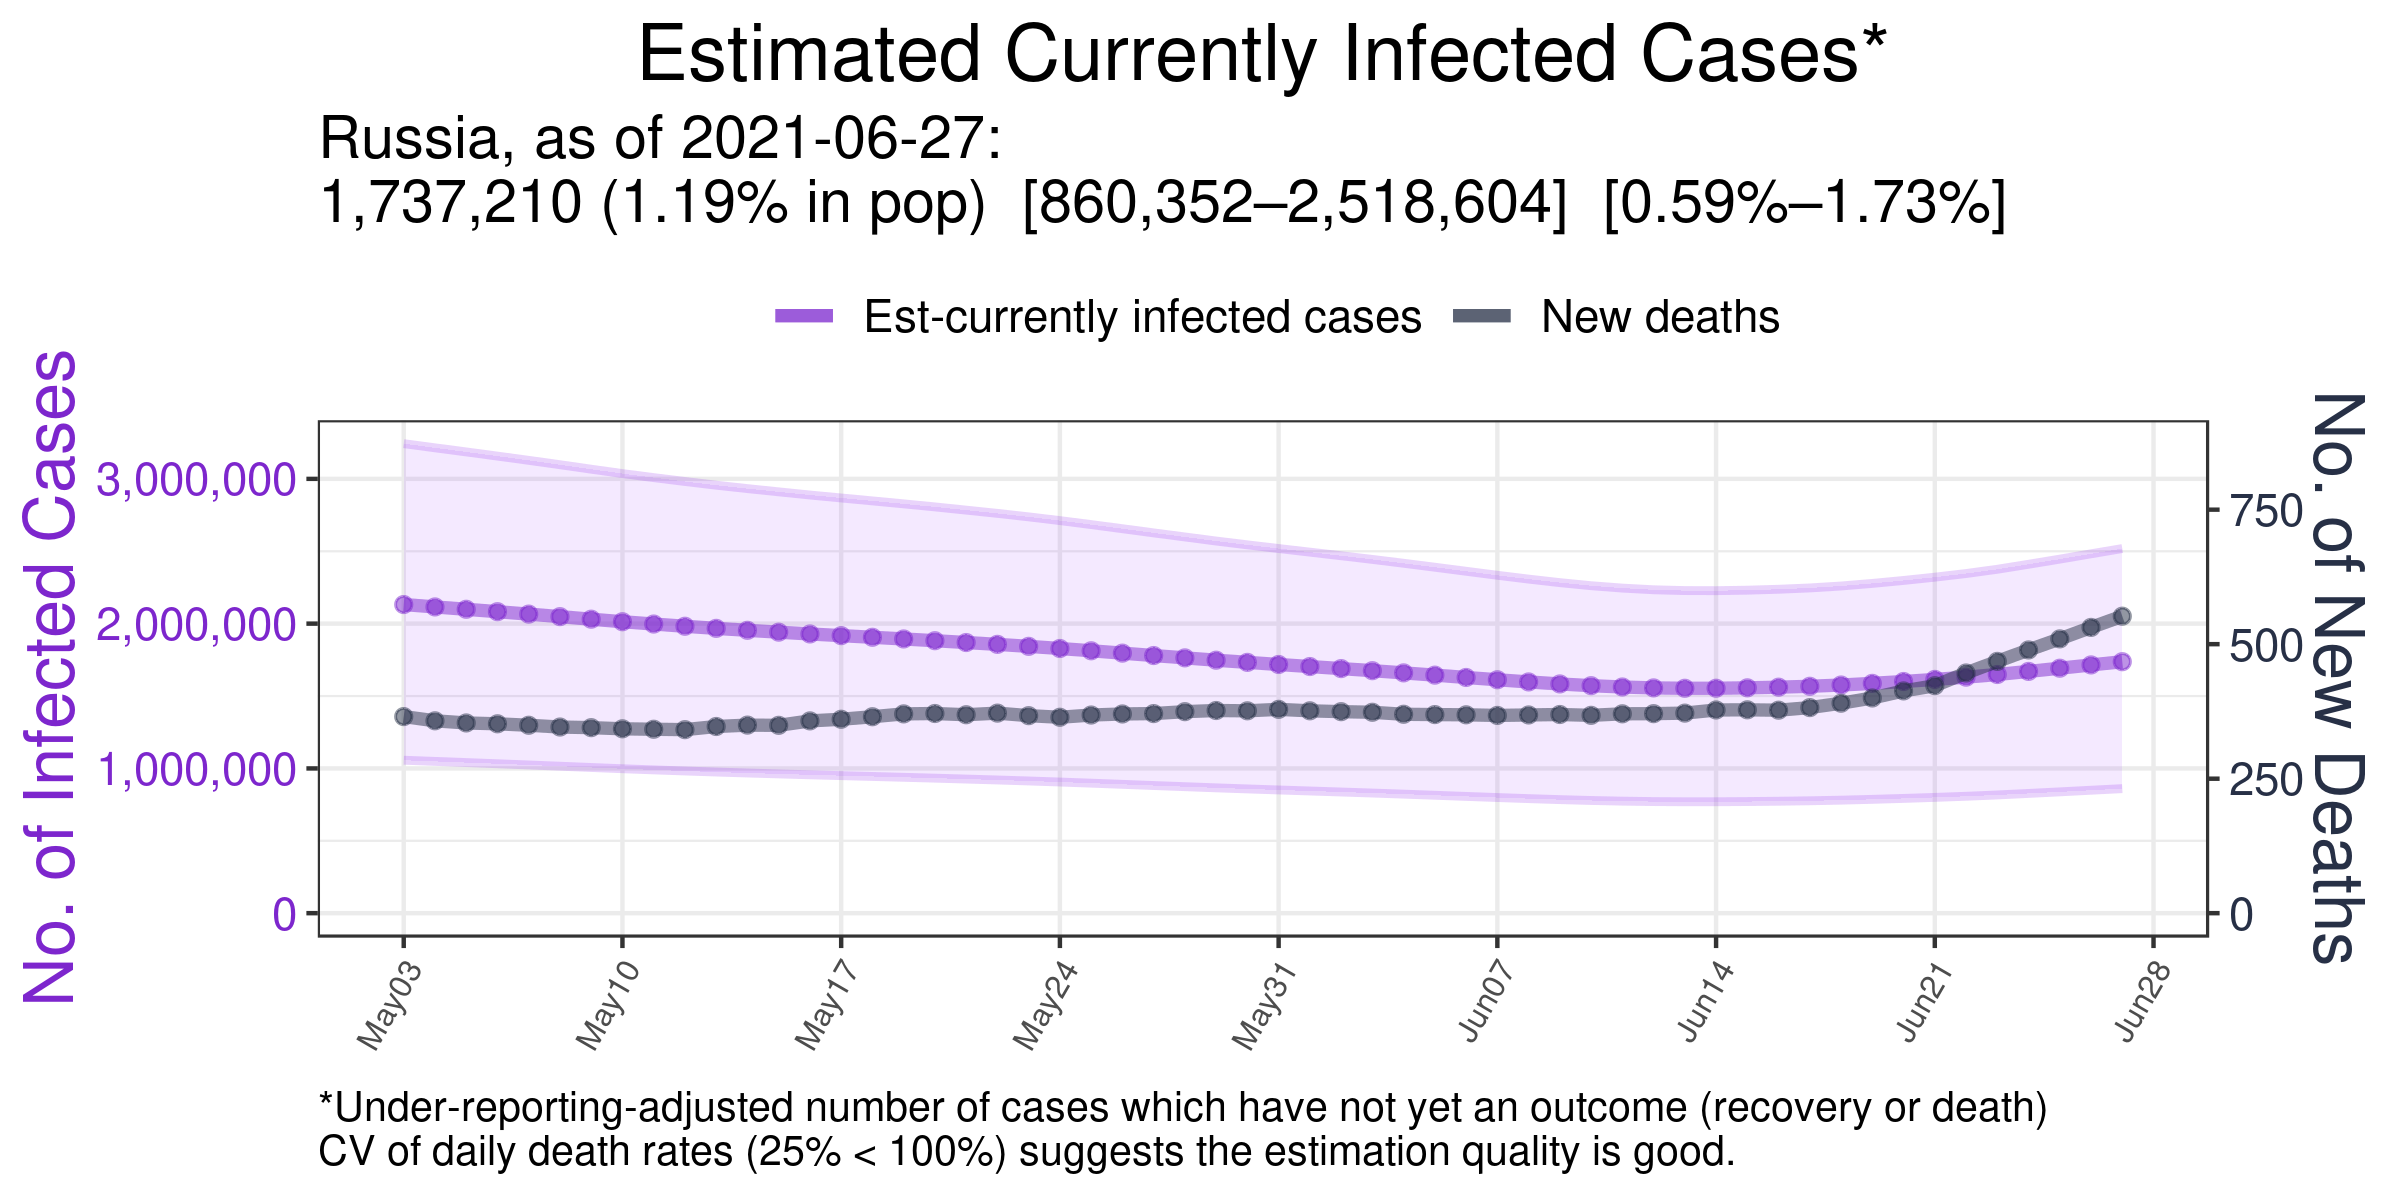 Estimated Currently Infected Cases*
Russia, as of 2021-06-27:
1,737,210 (1.19% in pop)  [860,352–2,518,604]  [0.59%–1.73%]
Est-currently infected cases
New deaths
No. of Infected Cases
3,000,000
2,000,000
1,000,000
0
No. of New Deaths
750
500
250
0
May03
May10
May17
May24
May31
Jun07
Jun14
Jun21
Jun28
*Under-reporting-adjusted number of cases which have not yet an outcome (recovery or death)
CV of daily death rates (25% < 100%) suggests the estimation quality is good.